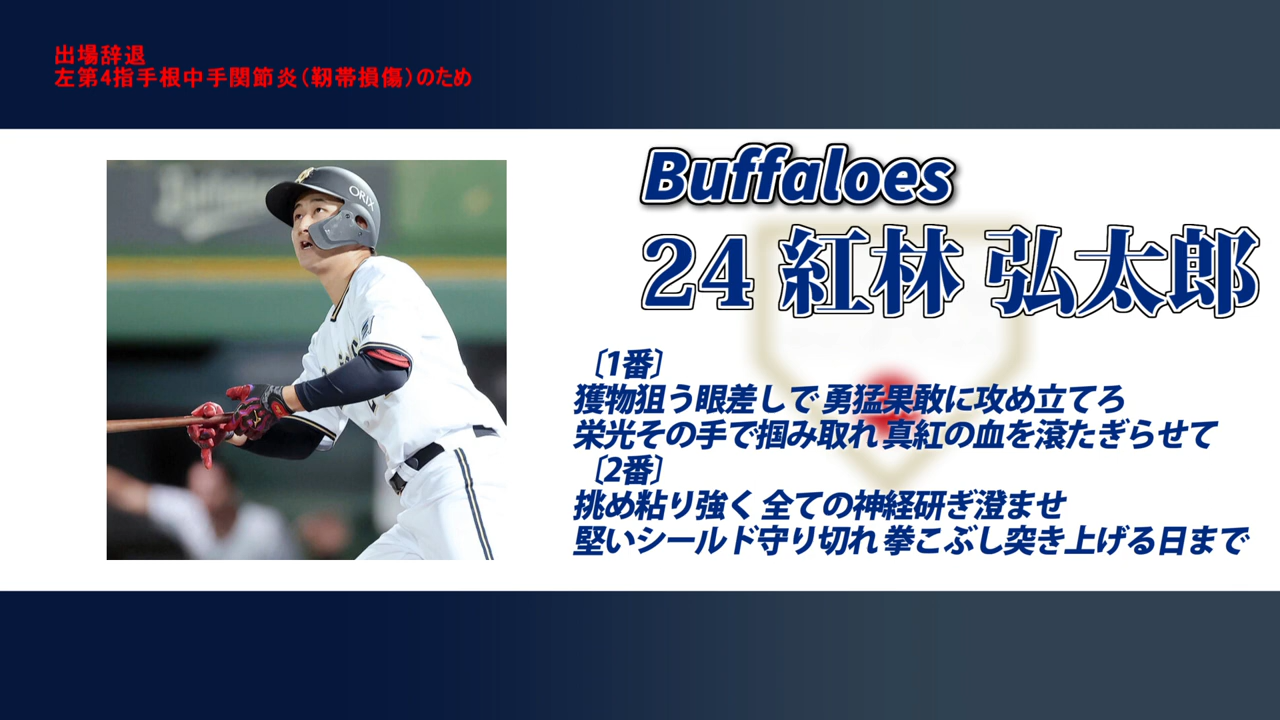 出場辞退
左第4指手根中手関節炎(靭帯損傷)のため
Buffaloes
ORIX
24 紅林 弘太郎
〔1番〕
獲物狙う眼差しで 勇猛果敢に攻め立てろ
栄光その手で掴み取れ 真紅の血を滾たぎらせて
〔2番〕
挑め粘り強く 全ての神経研ぎ澄ませ
堅いシールド守り切れ 拳こぶし突き上げる日まで